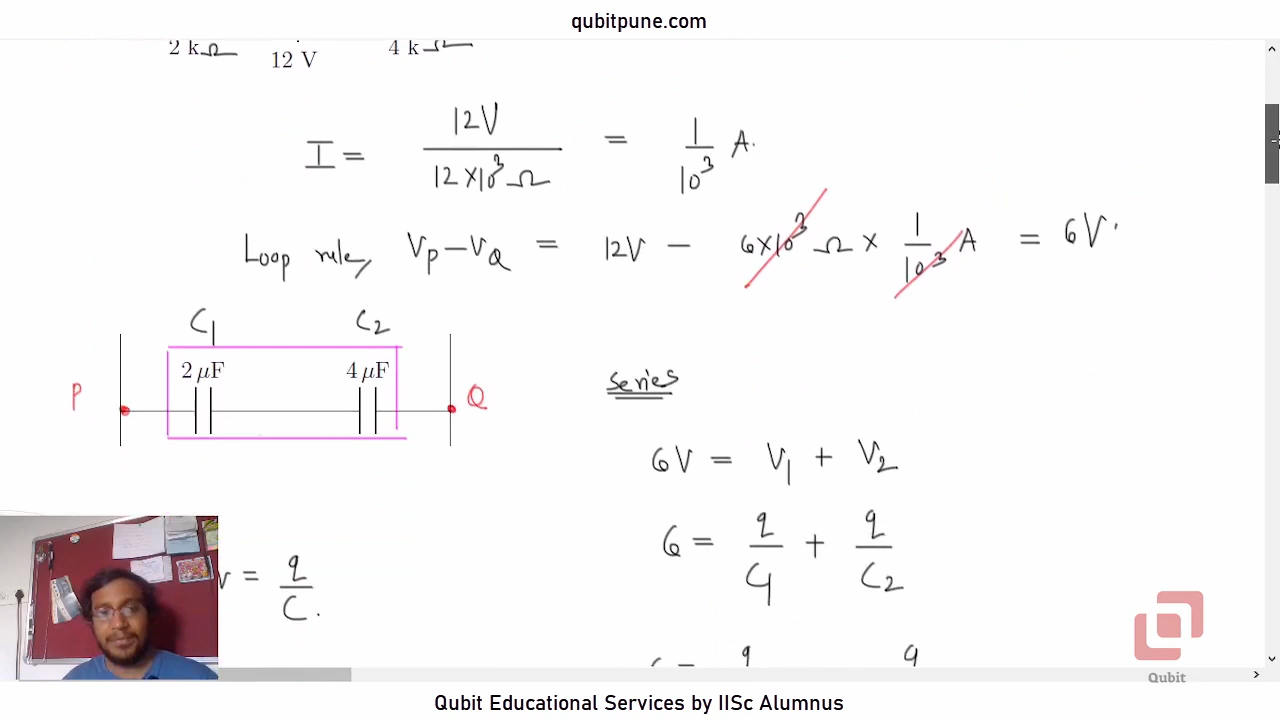 qubitpune.com
2 kΩ 12 V 4 kΩ
I = 12V / 12×10³ Ω = 1 / 10³ A.
Loop rule, Vp − VQ = 12V − 6×10³ Ω × 1 / 10³ A = 6V
C₁ C₂
2 μF 4 μF
P Q
Series
6V = V₁ + V₂
6 = q / C₁ + q / C₂
v = q / C.
Qubit
Qubit Educational Services by IISc Alumnus